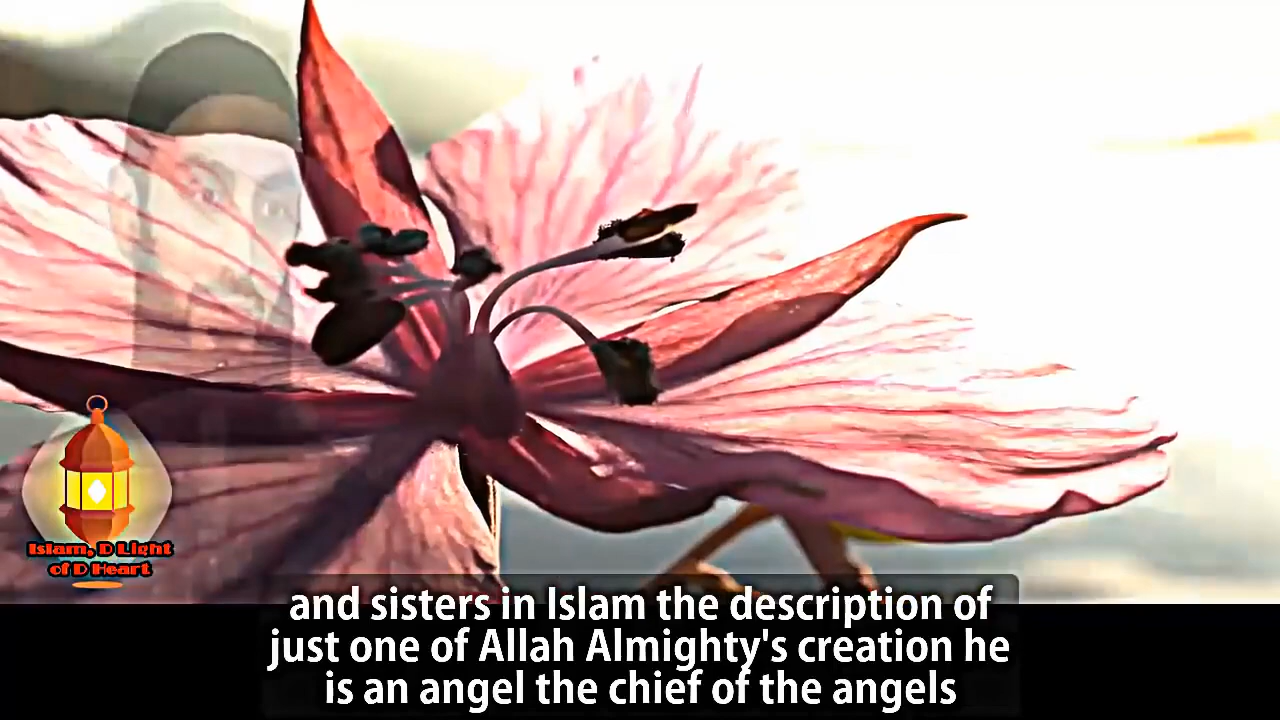 Islam, D Light
of D Heart
and sisters in Islam the description of
just one of Allah Almighty's creation he
is an angel the chief of the angels